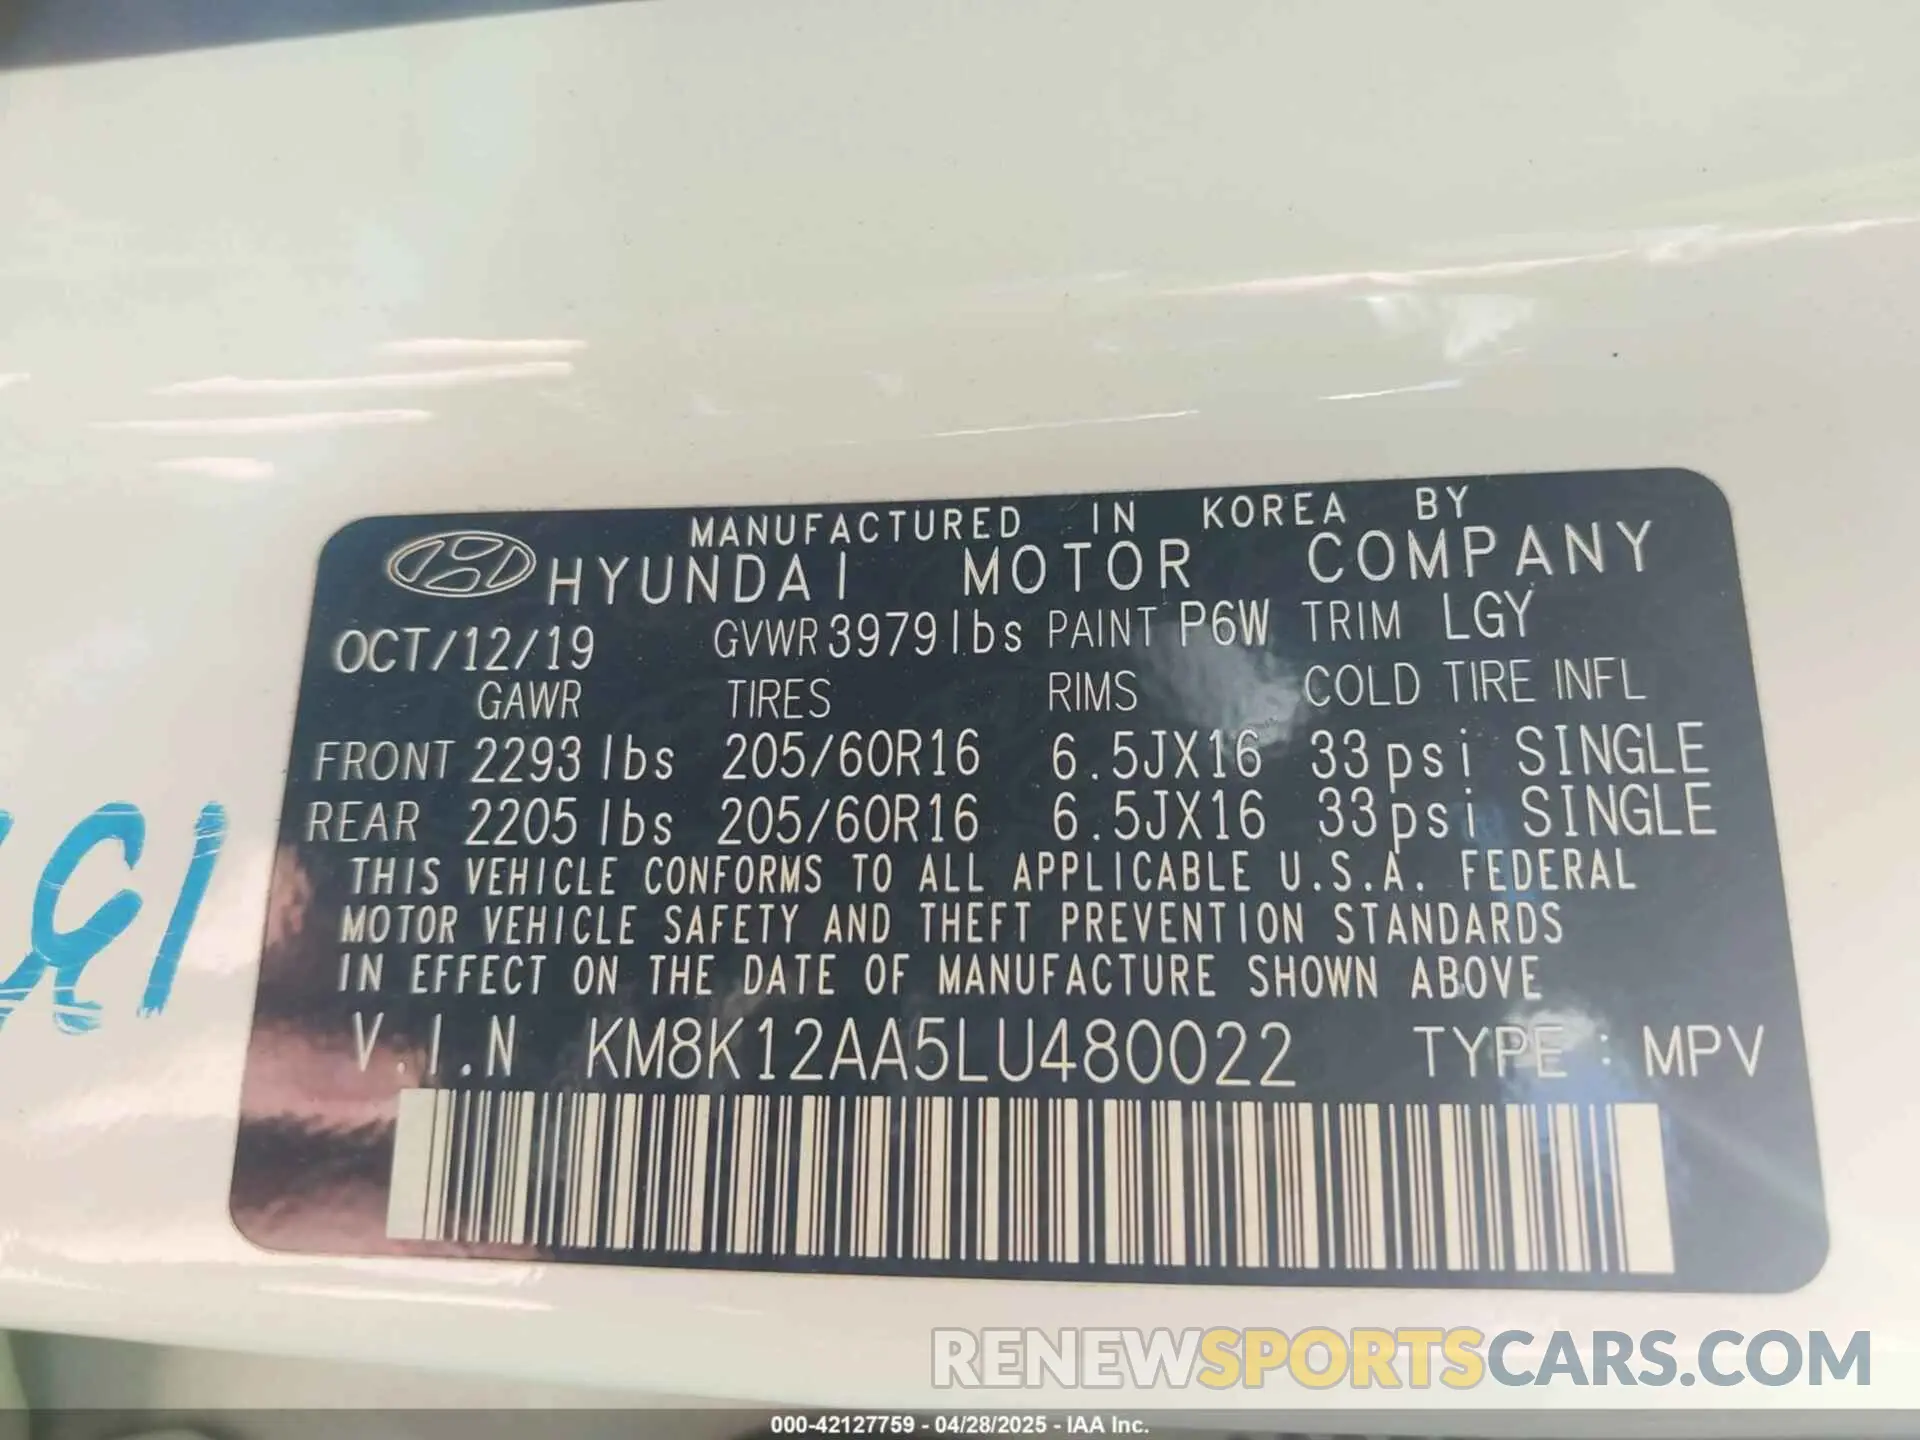 MANUFACTURED IN KOREA BY
HYUNDAI MOTOR COMPANY
OCT/12/19 GVWR 3979lbs PAINT P6W TRIM LGY
GAWR TIRES RIMS COLD TIRE INFL
FRONT 2293 lbs 205/60R16 6.5JX16 33psi SINGLE
REAR 2205 lbs 205/60R16 6.5JX16 33psi SINGLE
THIS VEHICLE CONFORMS TO ALL APPLICABLE U.S.A. FEDERAL
MOTOR VEHICLE SAFETY AND THEFT PREVENTION STANDARDS
IN EFFECT ON THE DATE OF MANUFACTURE SHOWN ABOVE
V.I.N KM8K12AA5LU480022 TYPE : MPV
RENEWSPORTSCARS.COM
000-42127759 - 04/28/2025 - IAA Inc.